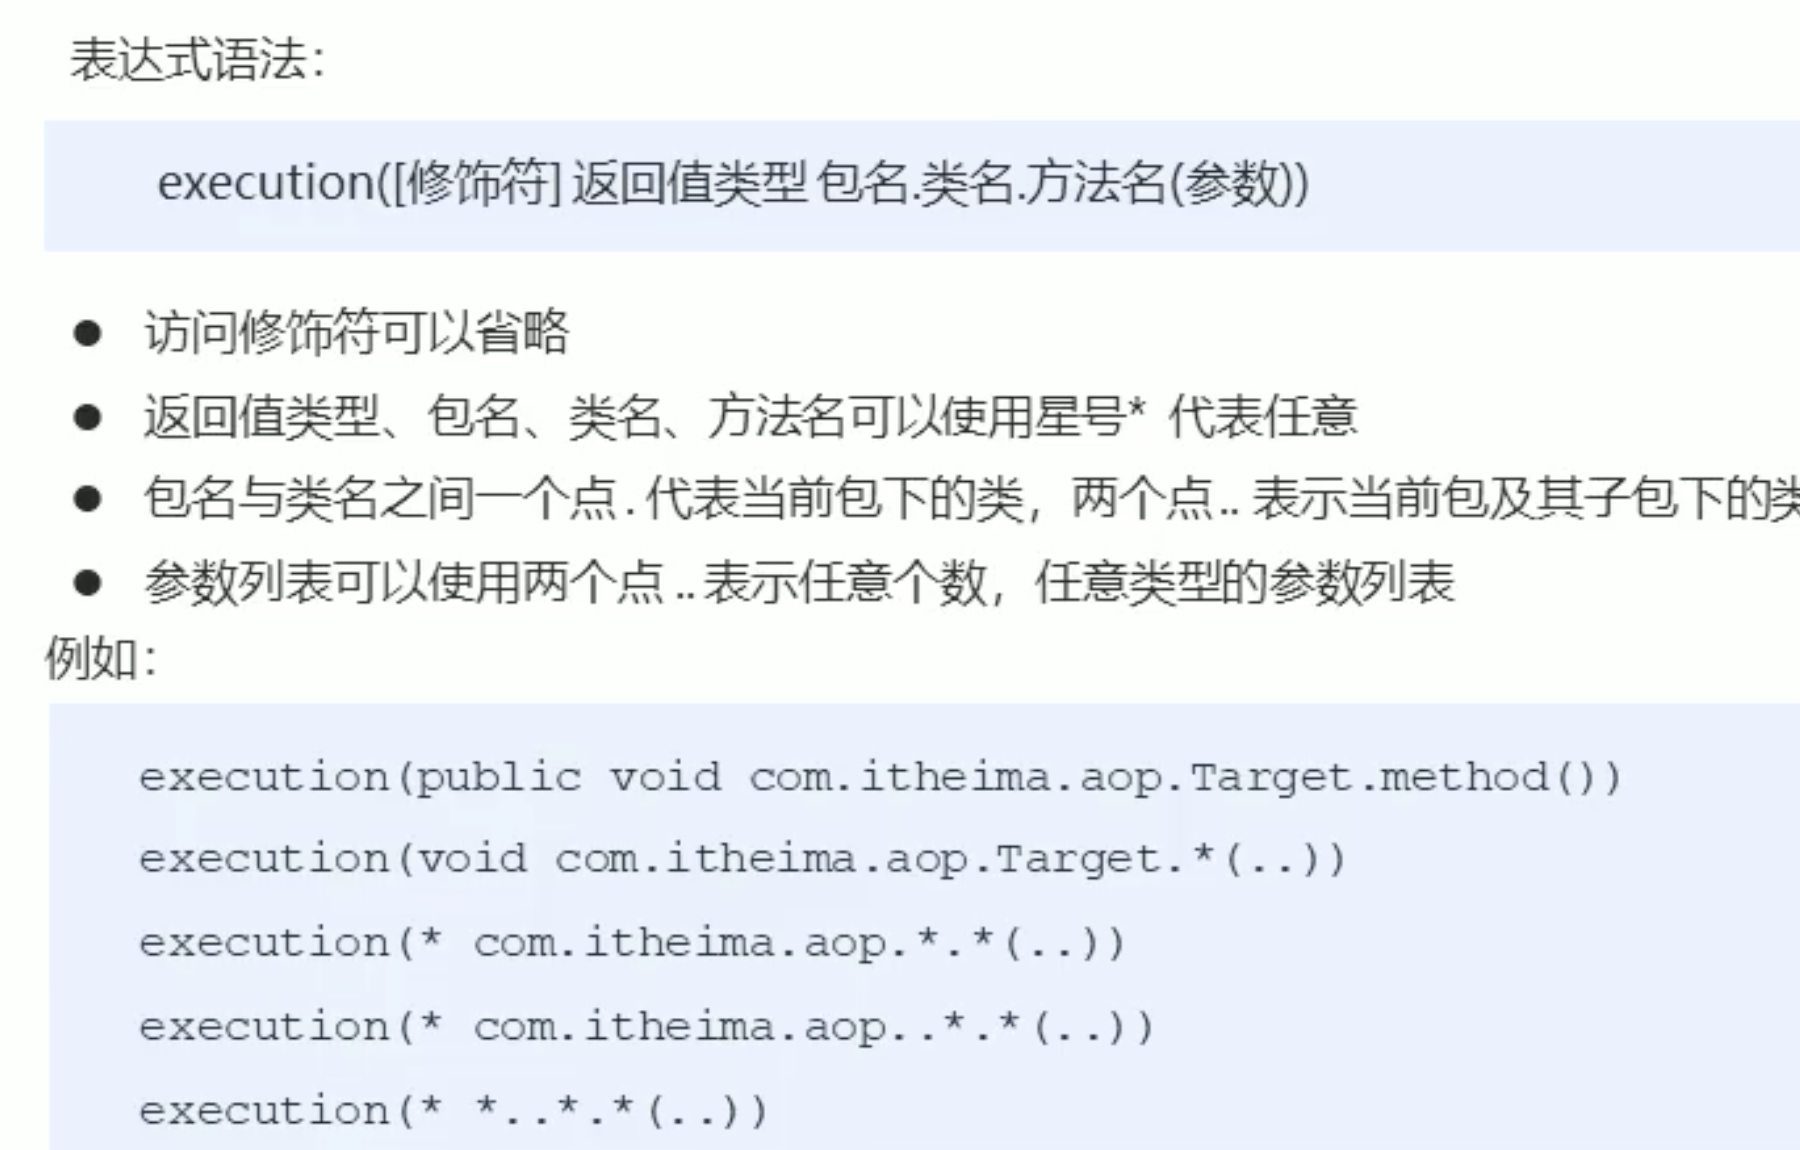 表达式语法：
execution([修饰符] 返回值类型 包名.类名.方法名(参数))
● 访问修饰符可以省略
● 返回值类型、包名、类名、方法名可以使用星号* 代表任意
● 包名与类名之间一个点 . 代表当前包下的类，两个点 .. 表示当前包及其子包下的类
● 参数列表可以使用两个点 .. 表示任意个数，任意类型的参数列表
例如：
execution(public void com.itheima.aop.Target.method())
execution(void com.itheima.aop.Target.*(..))
execution(* com.itheima.aop.*.*(..))
execution(* com.itheima.aop..*.*(..))
execution(* *..*.*(..))